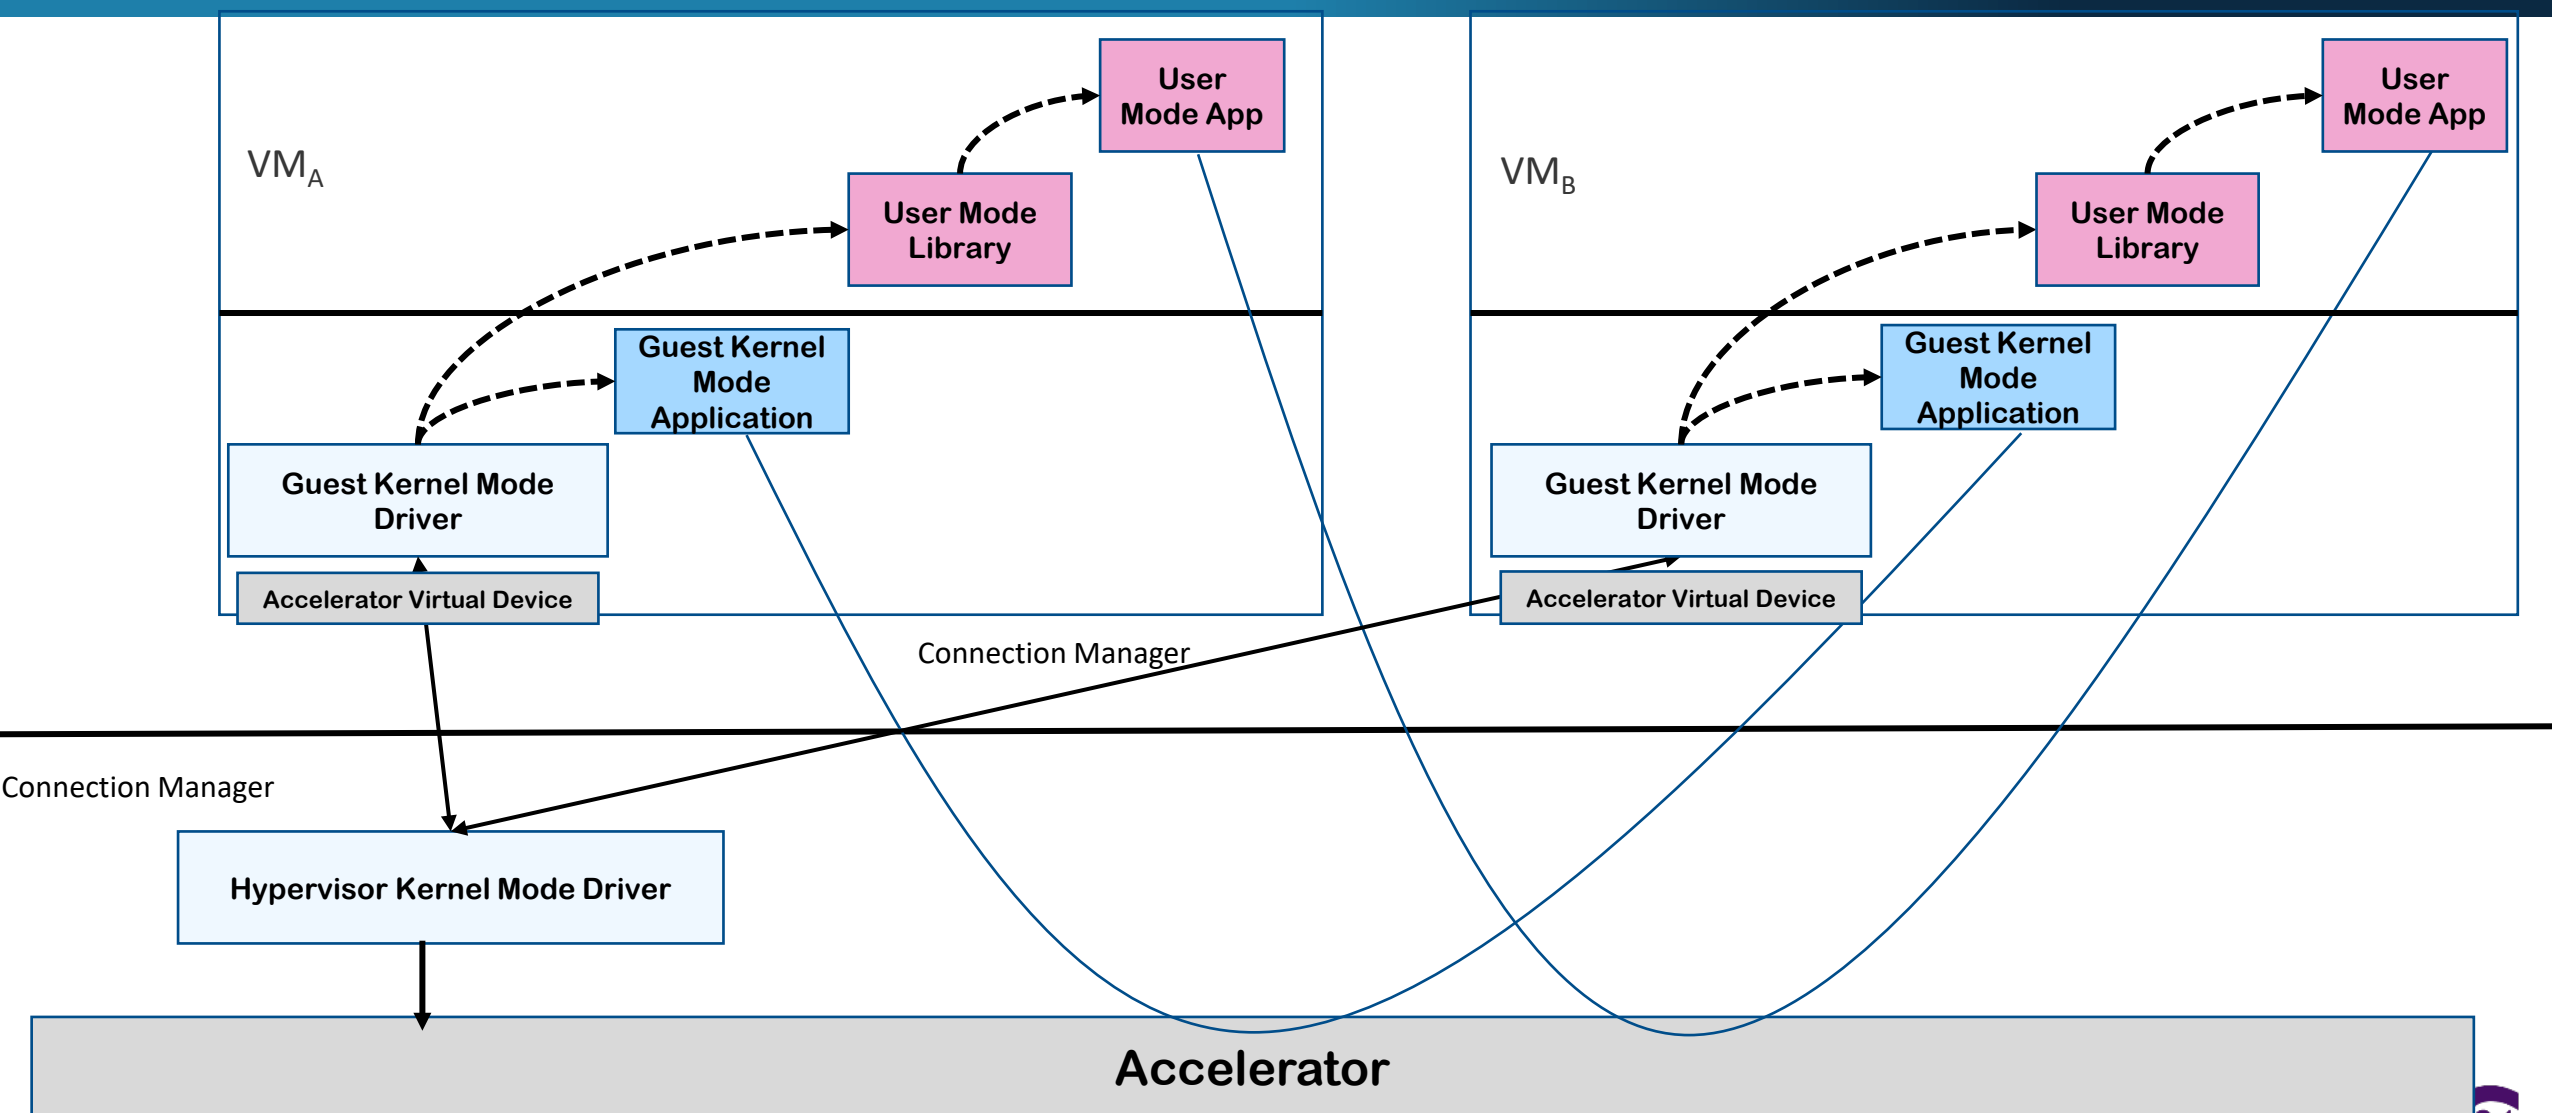 VMA
User
Mode App
User Mode
Library
Guest Kernel
Mode
Application
Guest Kernel Mode
Driver
Accelerator Virtual Device
VMB
User
Mode App
User Mode
Library
Guest Kernel
Mode
Application
Guest Kernel Mode
Driver
Accelerator Virtual Device
Connection Manager
Connection Manager
Hypervisor Kernel Mode Driver
Accelerator